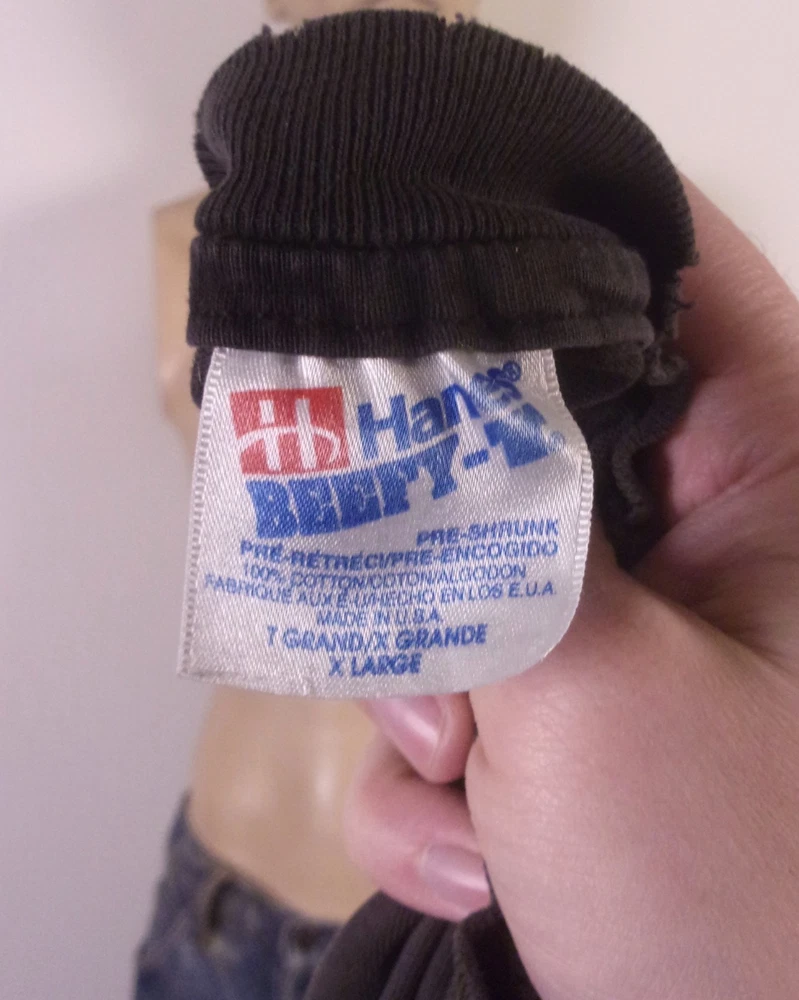 H Hanes®
BEEFY-T.
PRE-SHRUNK
PRÉ-RÉTRÉCI/PRE-ENCOGIDO
100% COTTON/COTON/ALGODON
FABRIQUÉ AUX É.U/HECHO EN LOS E.U.A.
MADE IN U.S.A.
T GRAND/X GRANDE
X LARGE